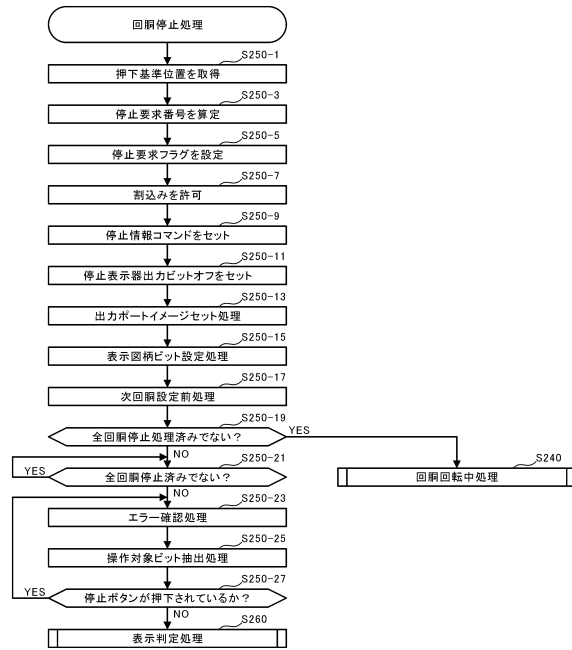 回胴停止処理
S250-1
押下基準位置を取得
S250-3
停止要求番号を算定
S250-5
停止要求フラグを設定
S250-7
割込みを許可
S250-9
停止情報コマンドをセット
S250-11
停止表示器出力ビットオフをセット
S250-13
出力ポートイメージセット処理
S250-15
表示図柄ビット設定処理
S250-17
次回胴設定前処理
S250-19
全回胴停止処理済みでない?
YES
NO
S250-21
全回胴停止済みでない?
YES
NO
S240
回胴回転中処理
S250-23
エラー確認処理
S250-25
操作対象ビット抽出処理
S250-27
停止ボタンが押下されているか?
YES
NO
S260
表示判定処理